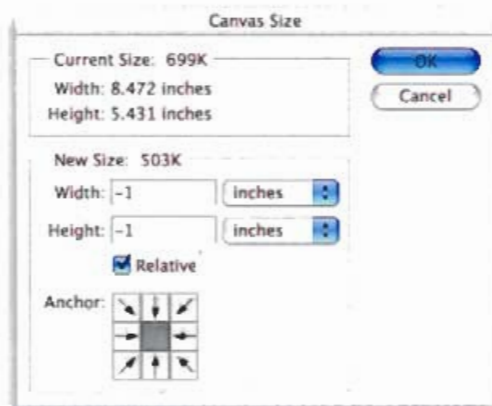 Canvas Size
Current Size: 699K
Width: 8.472 inches
Height: 5.431 inches
OK
Cancel
New Size: 503K
Width: -1 inches
Height: -1 inches
Relative
Anchor: